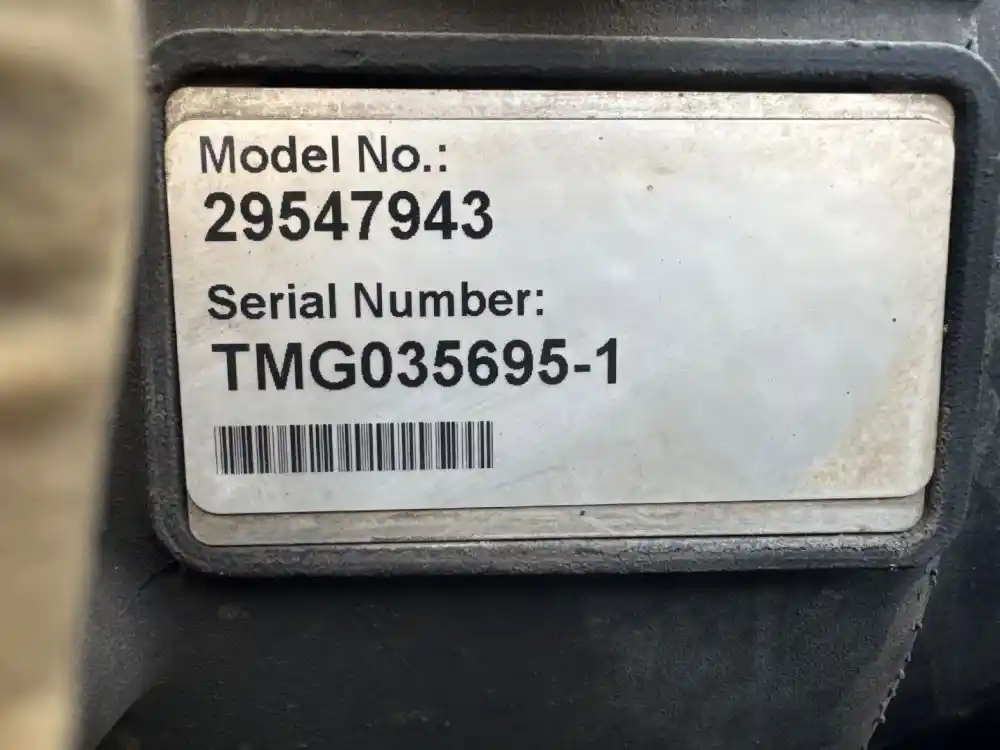 Model No.:
29547943
Serial Number:
TMG035695-1